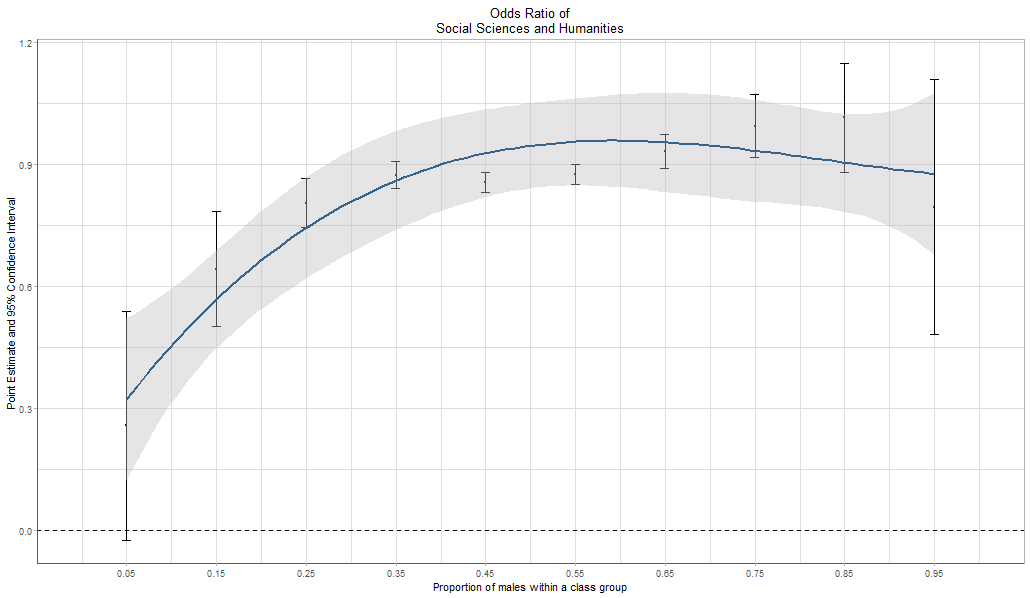 Odds Ratio of
Social Sciences and Humanities
Point Estimate and 95% Confidence Interval
1.2
0.9
0.6
0.3
0.0
0.05 0.15 0.25 0.35 0.45 0.55 0.65 0.75 0.85 0.95
Proportion of males within a class group